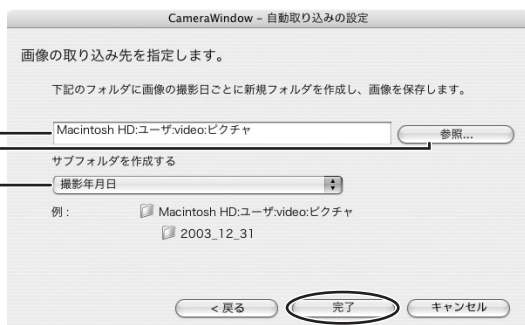 CameraWindow – 自動取り込みの設定
画像の取り込み先を指定します。
下記のフォルダに画像の撮影日ごとに新規フォルダを作成し、画像を保存します。
Macintosh HD:ユーザ:video:ピクチャ
参照...
サブフォルダを作成する
撮影年月日
例 : Macintosh HD:ユーザ:video:ピクチャ
2003_12_31
< 戻る 完了 キャンセル